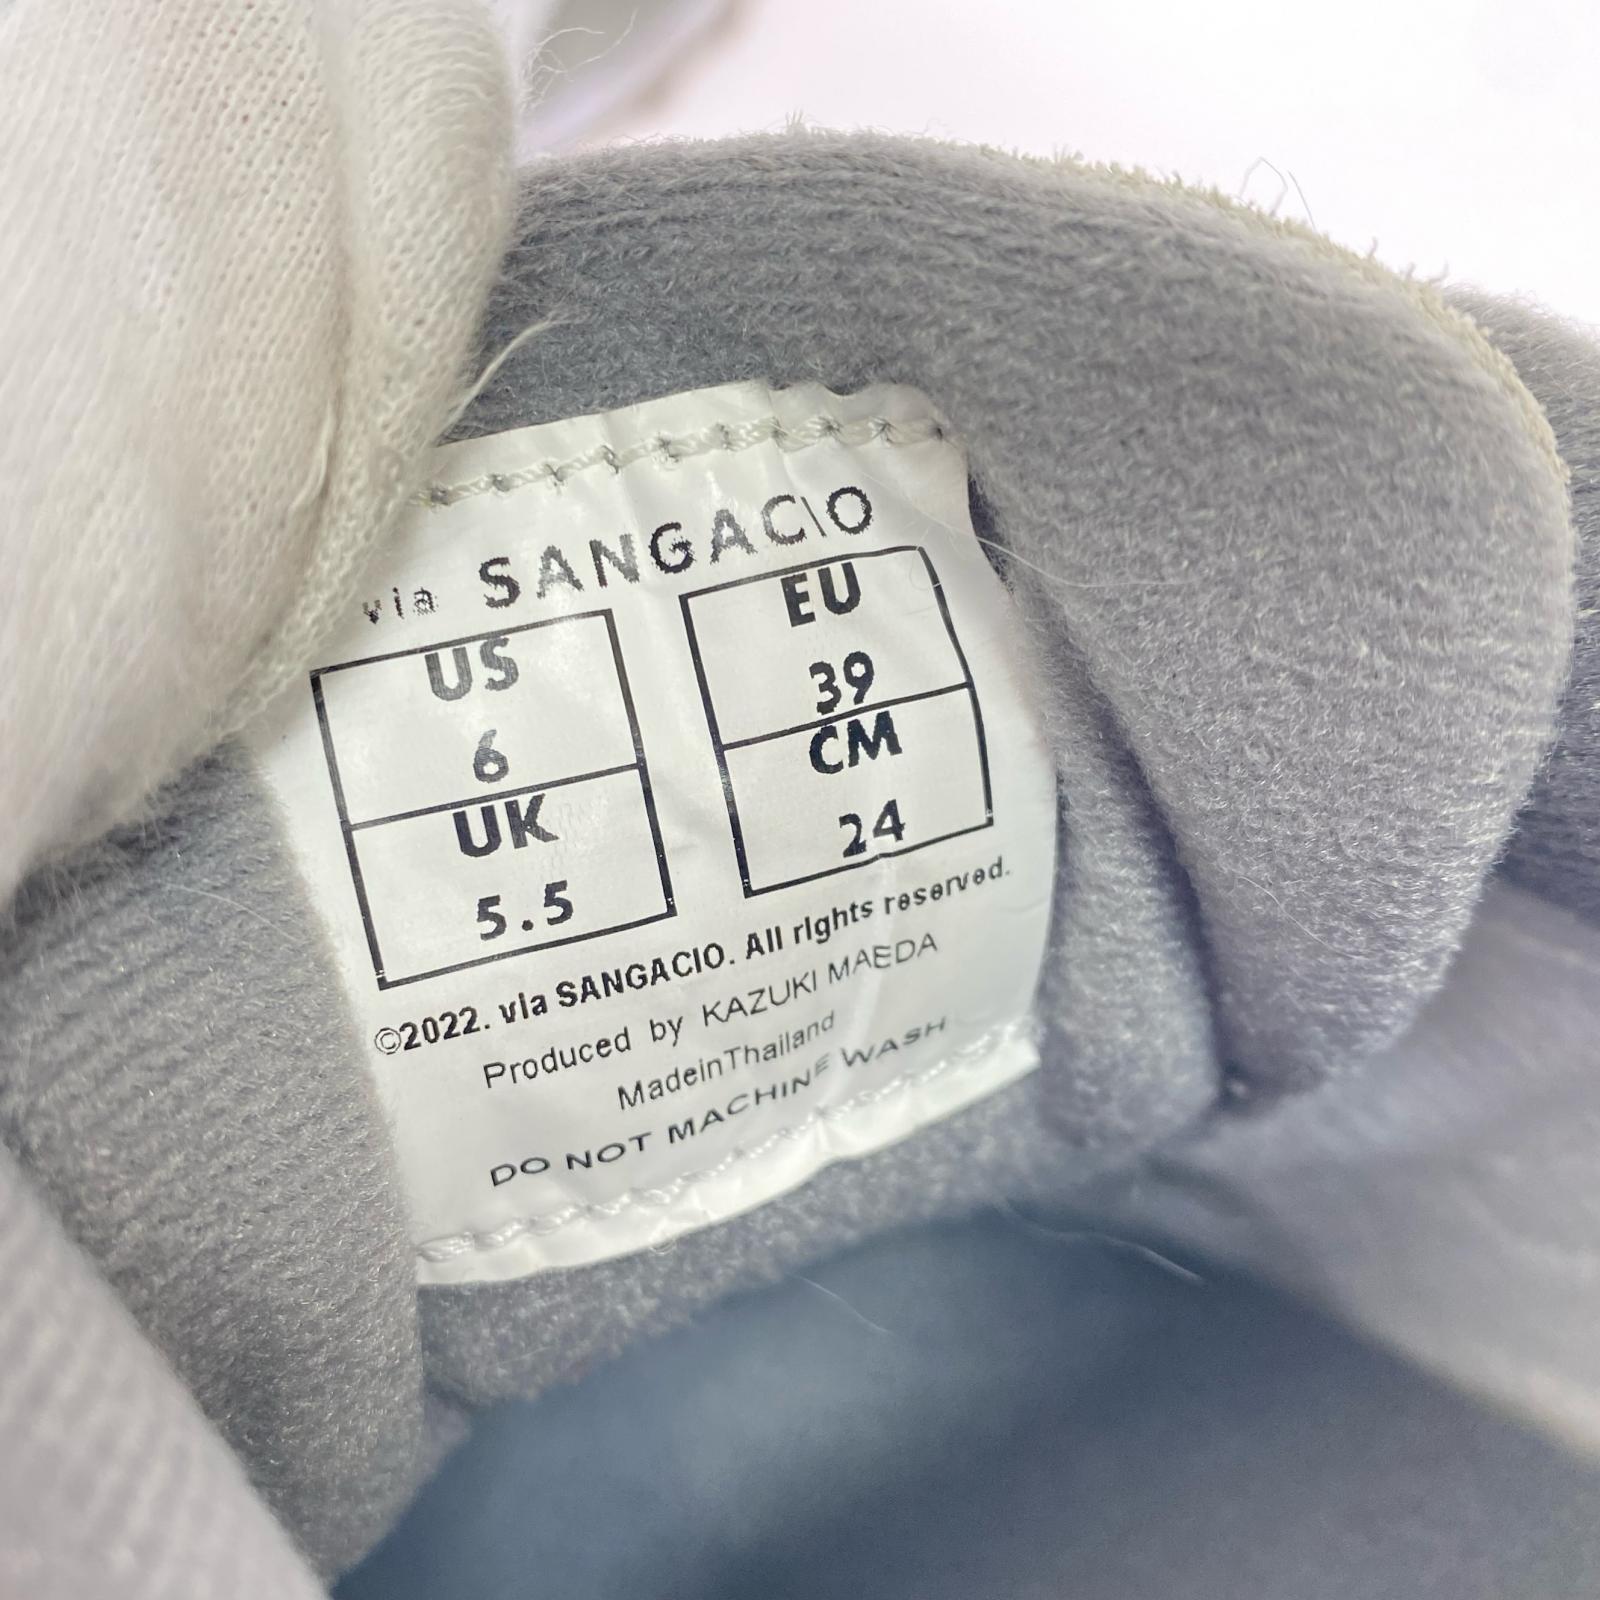 via SANGACIO
US
6
UK
5.5
EU
39
CM
24
©2022. via SANGACIO. All rights reserved.
Produced by KAZUKI MAEDA
MadeinThailand
DO NOT MACHINE WASH